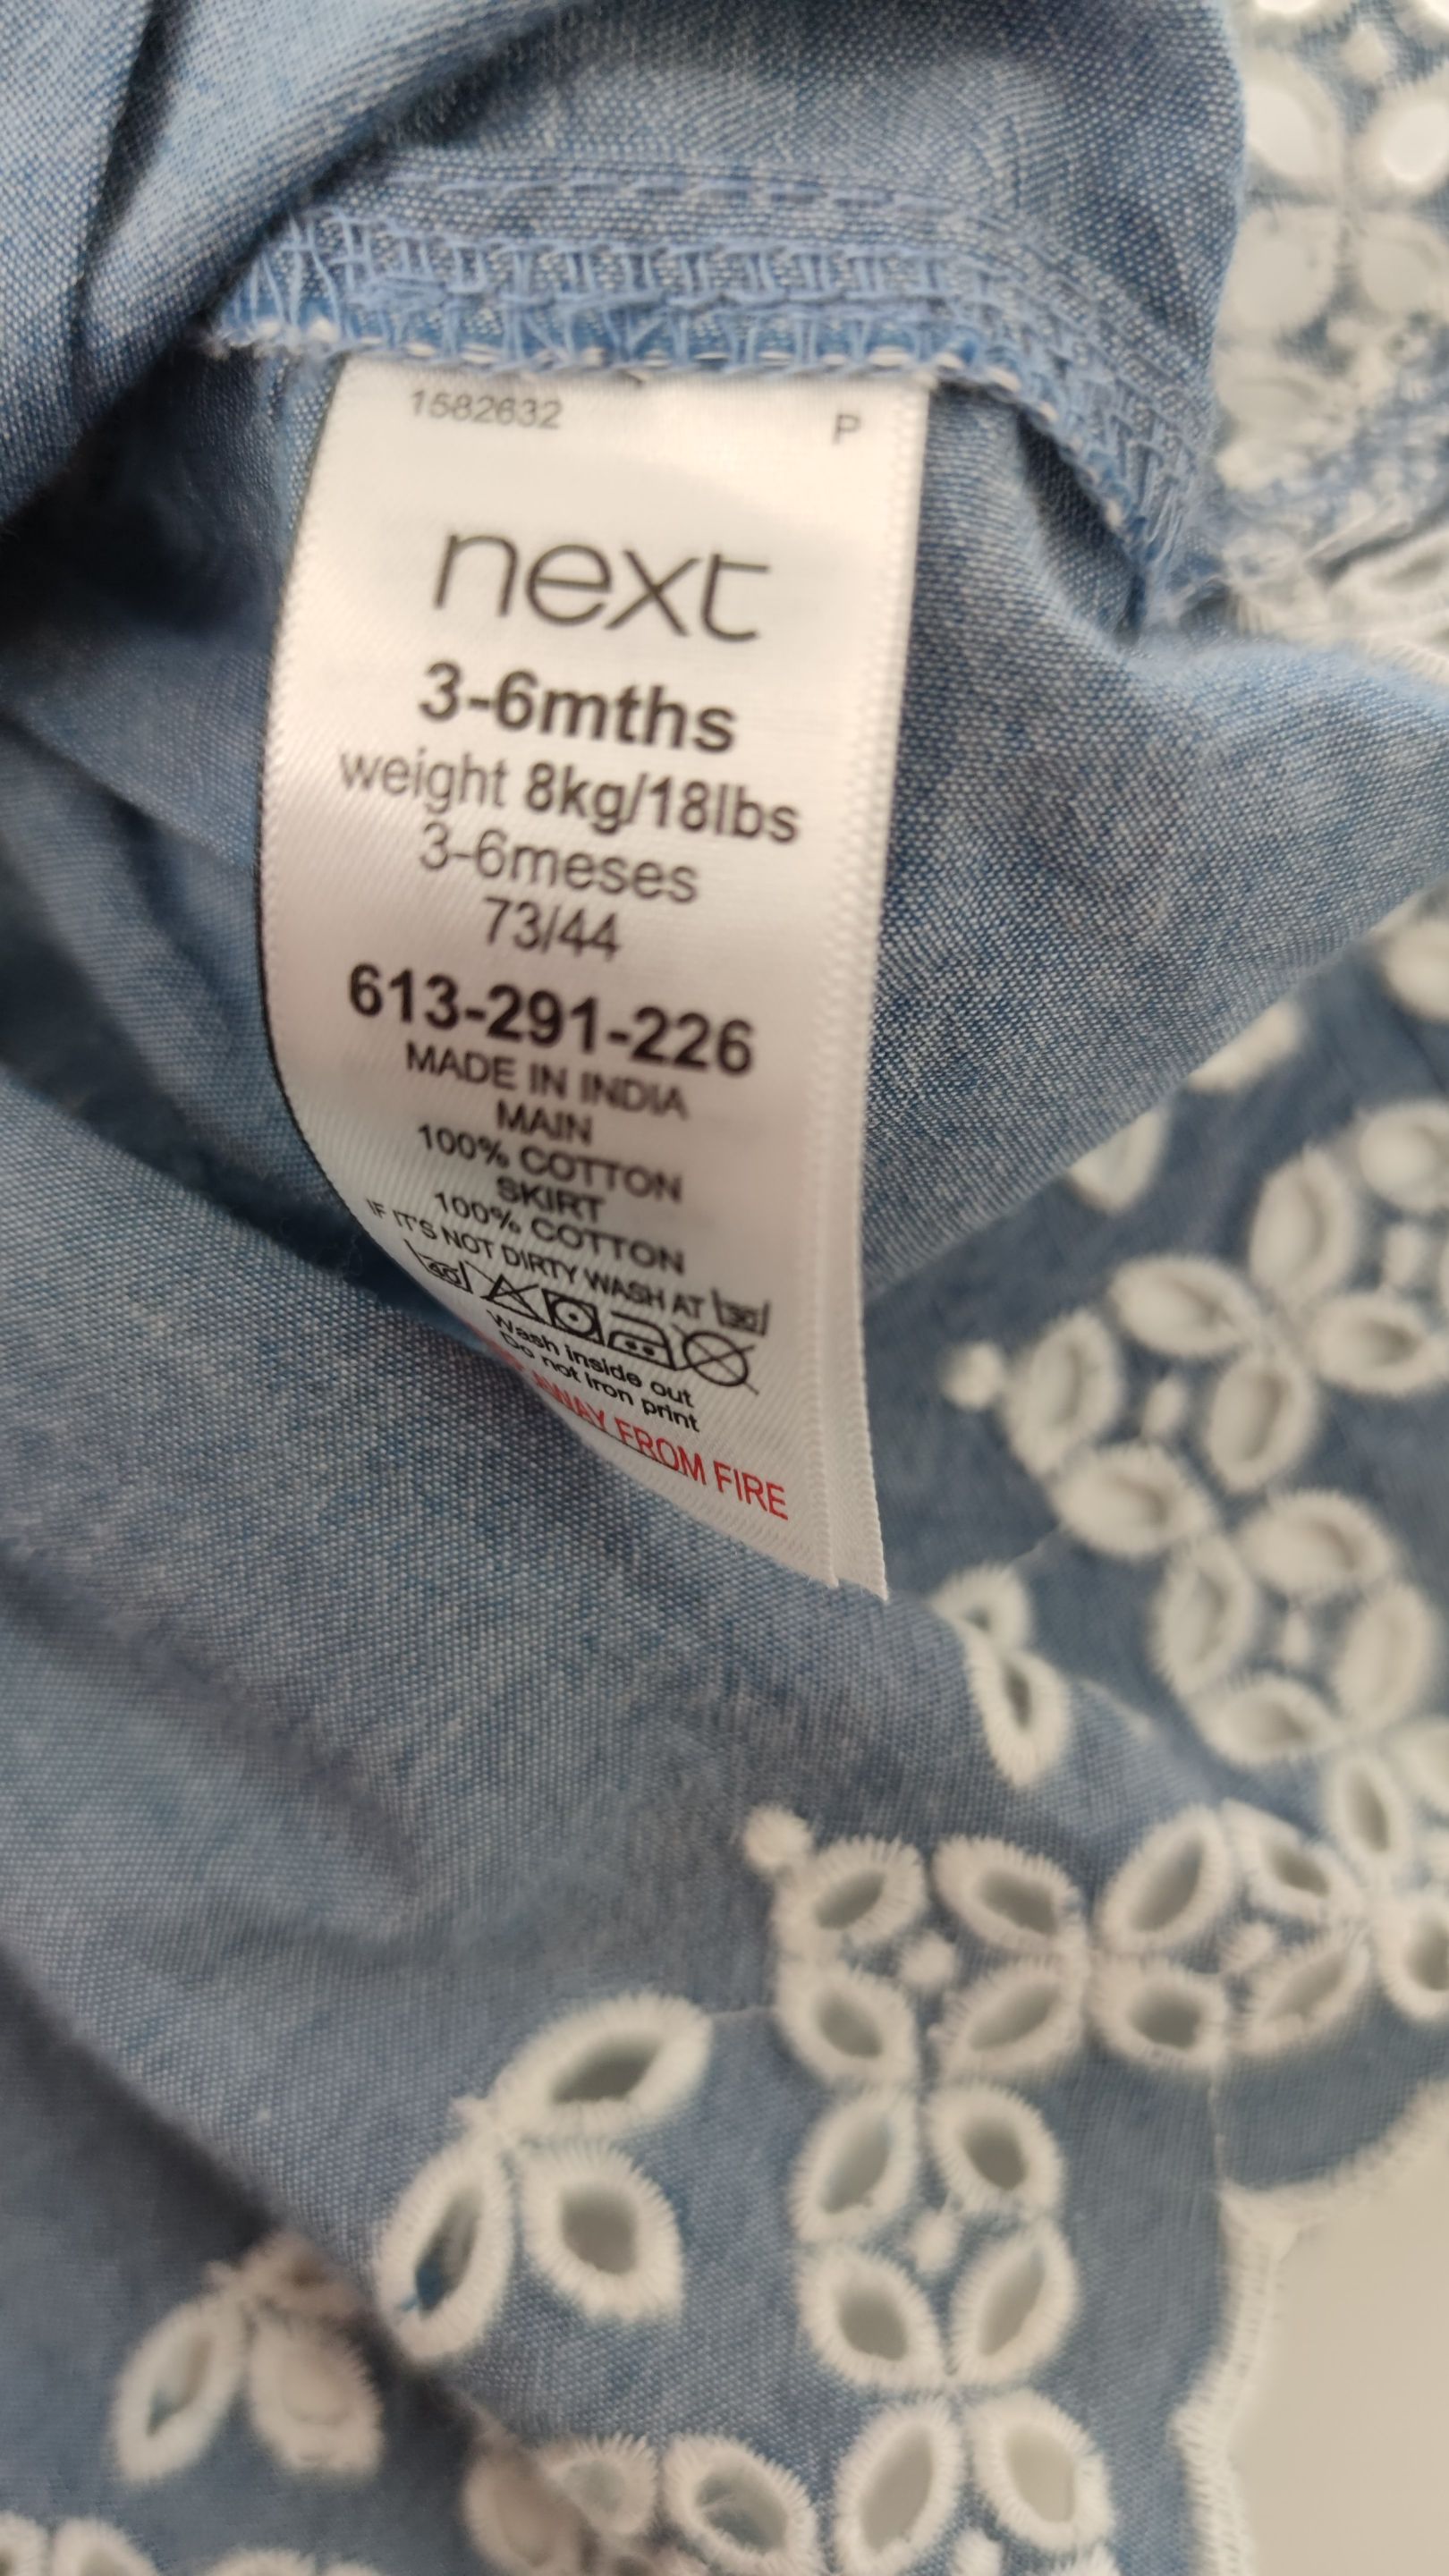 1582632 P
next
3-6mths
weight 8kg/18lbs
3-6meses
73/44
613-291-226
MADE IN INDIA
MAIN
100% COTTON
SKIRT
100% COTTON
IF IT'S NOT DIRTY WASH AT 30
40
Wash inside out
Do not iron print
AWAY FROM FIRE